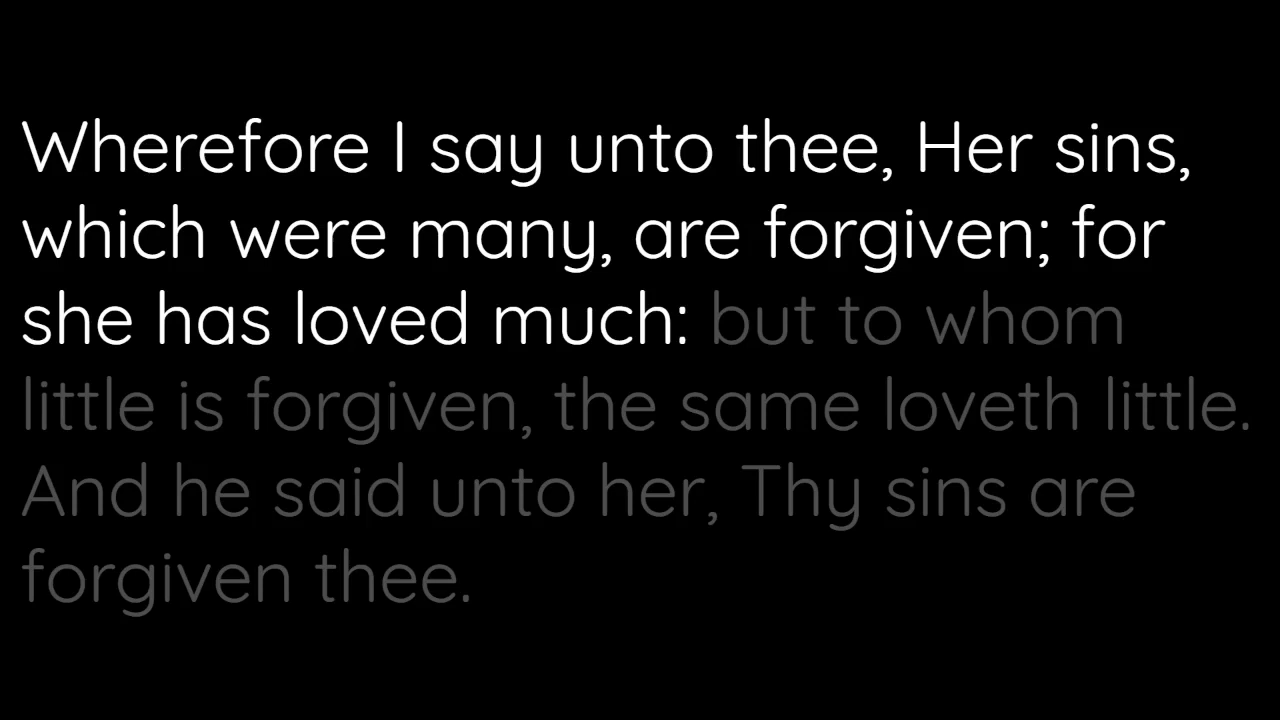 Wherefore I say unto thee, Her sins,
which were many, are forgiven; for
she has loved much: but to whom
little is forgiven, the same loveth little.
And he said unto her, Thy sins are
forgiven thee.